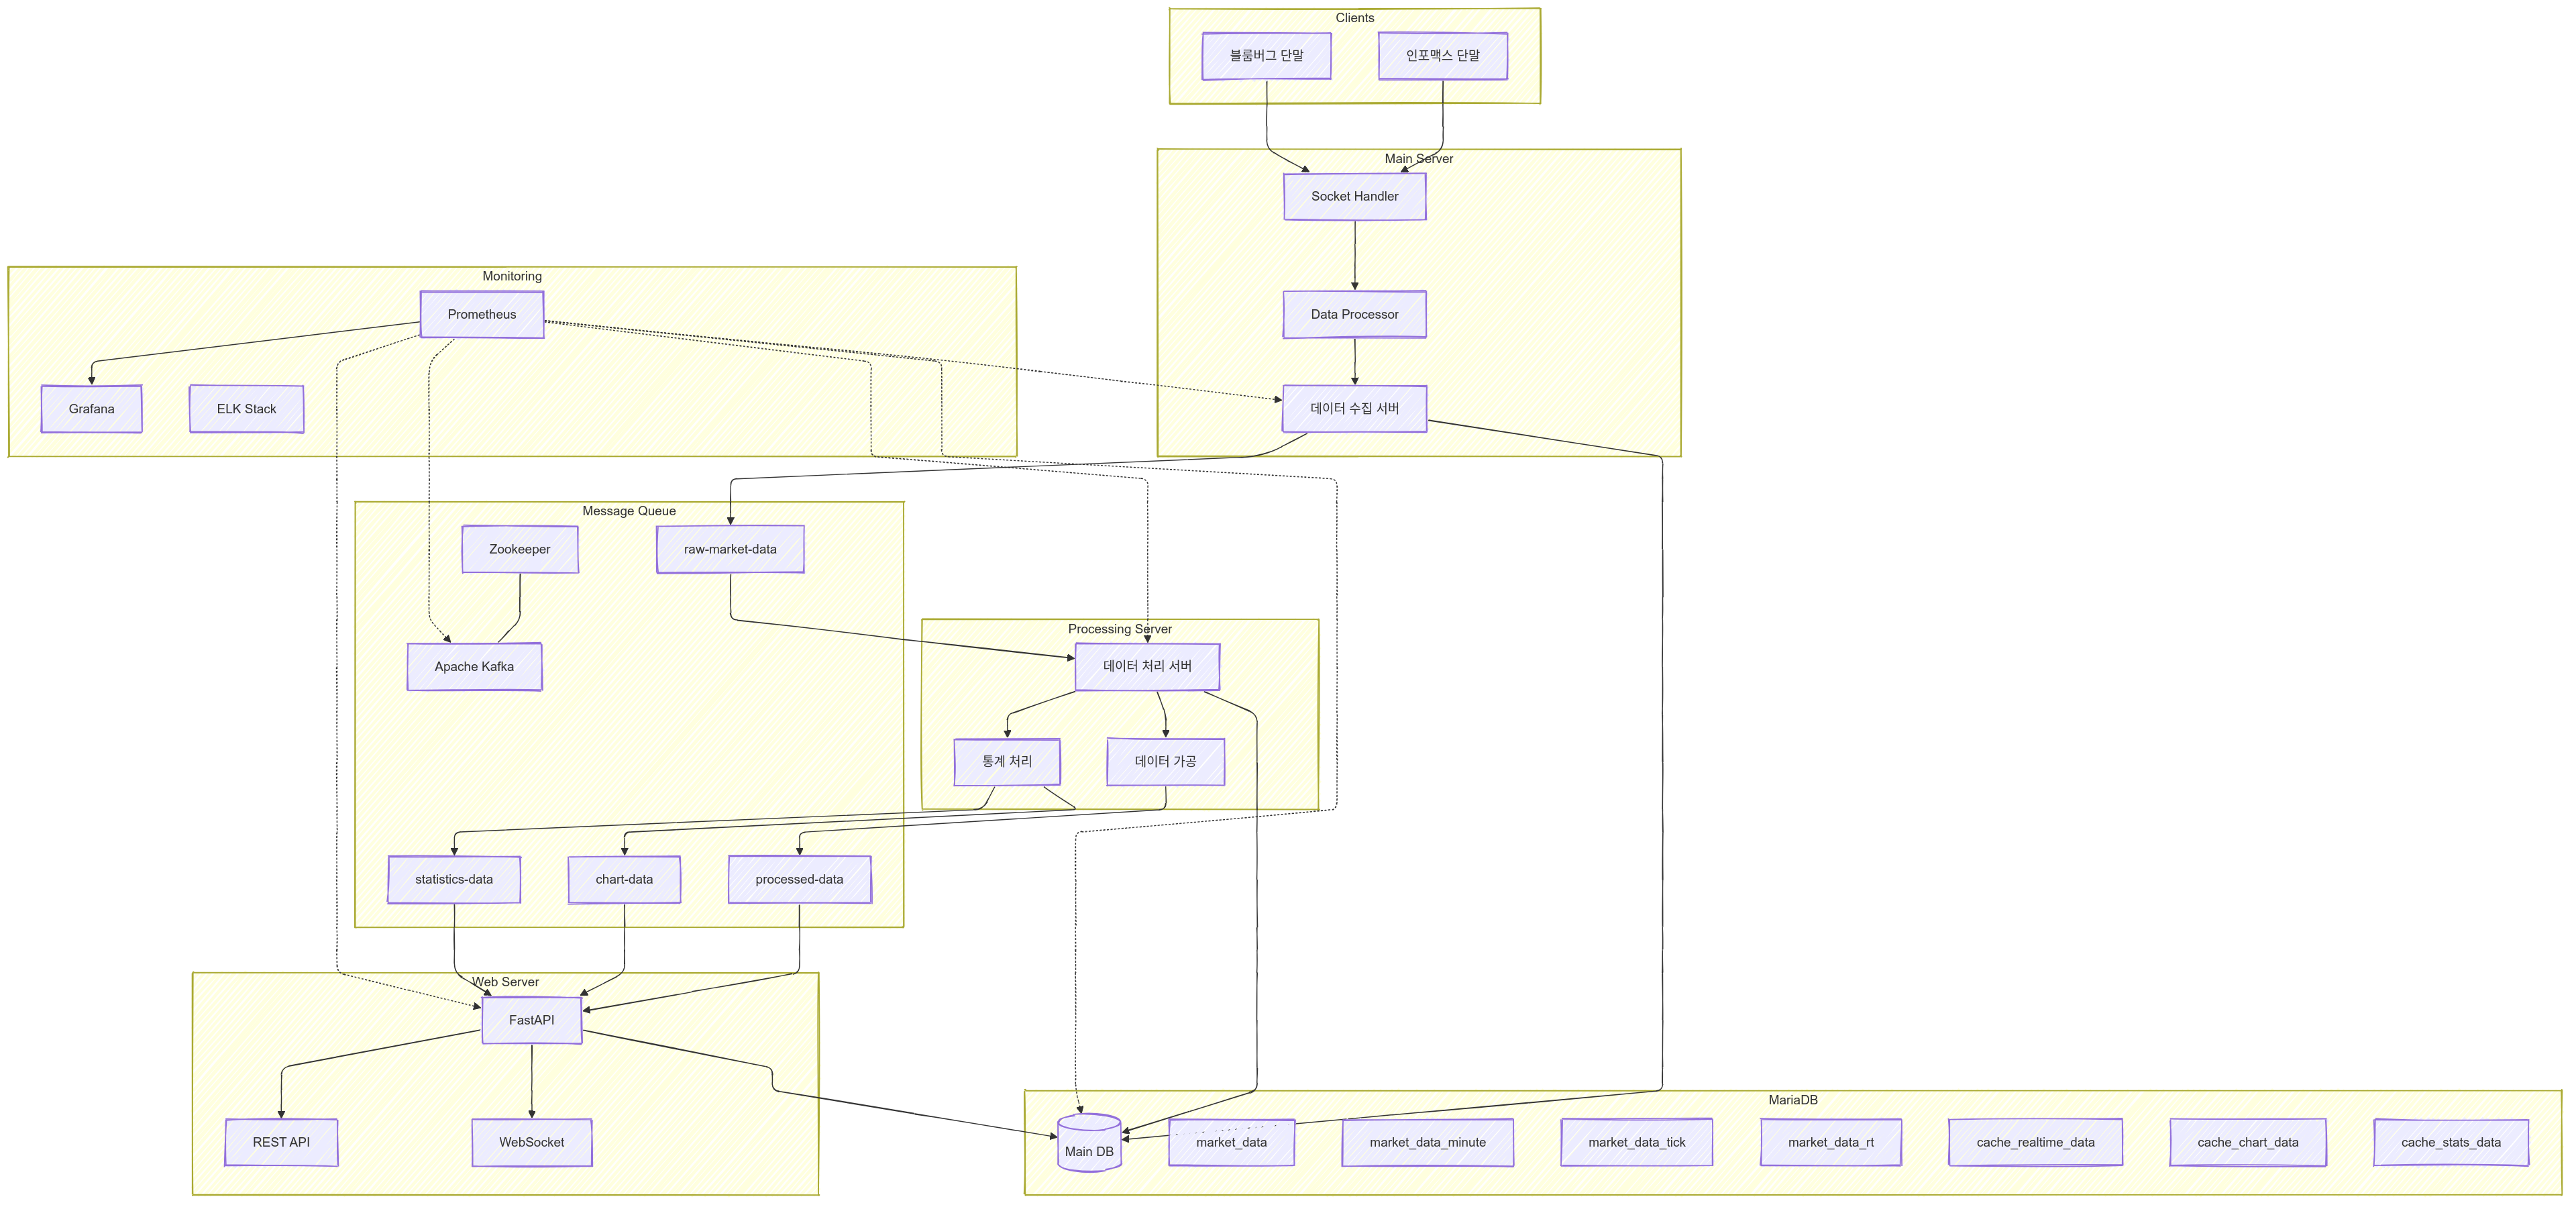 Clients
블룸버그 단말
인포맥스 단말
Main Server
Socket Handler
Data Processor
데이터 수집 서버
Monitoring
Prometheus
Grafana
ELK Stack
Message Queue
Zookeeper
raw-market-data
Apache Kafka
Processing Server
데이터 처리 서버
통계 처리
데이터 가공
statistics-data
chart-data
processed-data
Web Server
FastAPI
REST API
WebSocket
MariaDB
Main DB
market_data
market_data_minute
market_data_tick
market_data_rt
cache_realtime_data
cache_chart_data
cache_stats_data